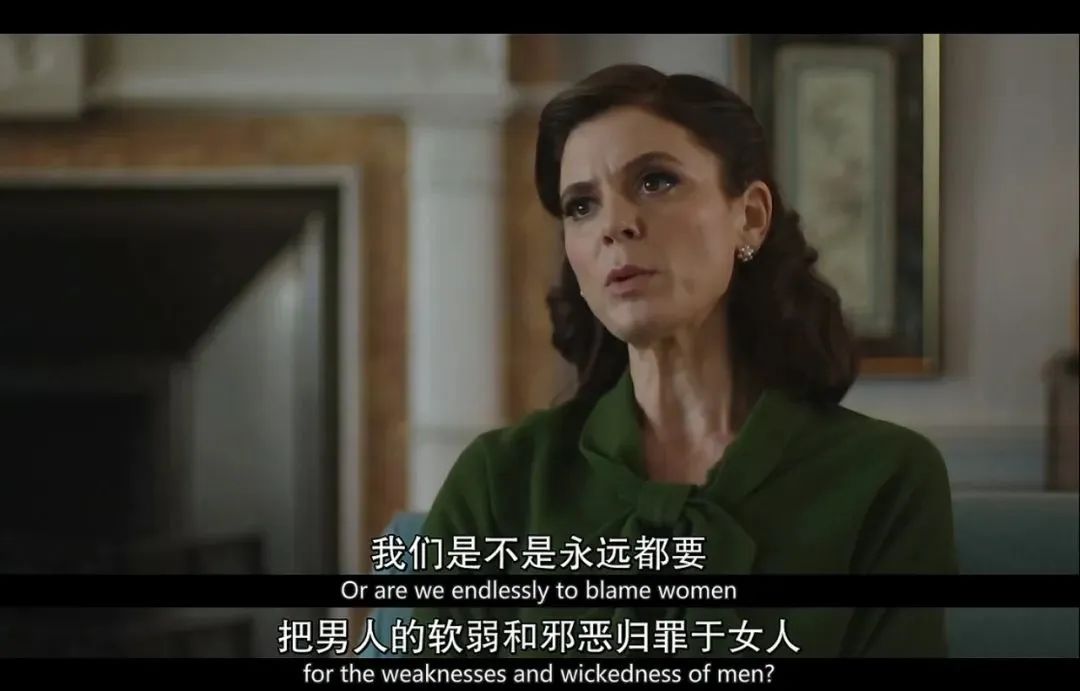 我们是不是永远都要
Or are we endlessly to blame women
把男人的软弱和邪恶归罪于女人
for the weaknesses and wickedness of men?